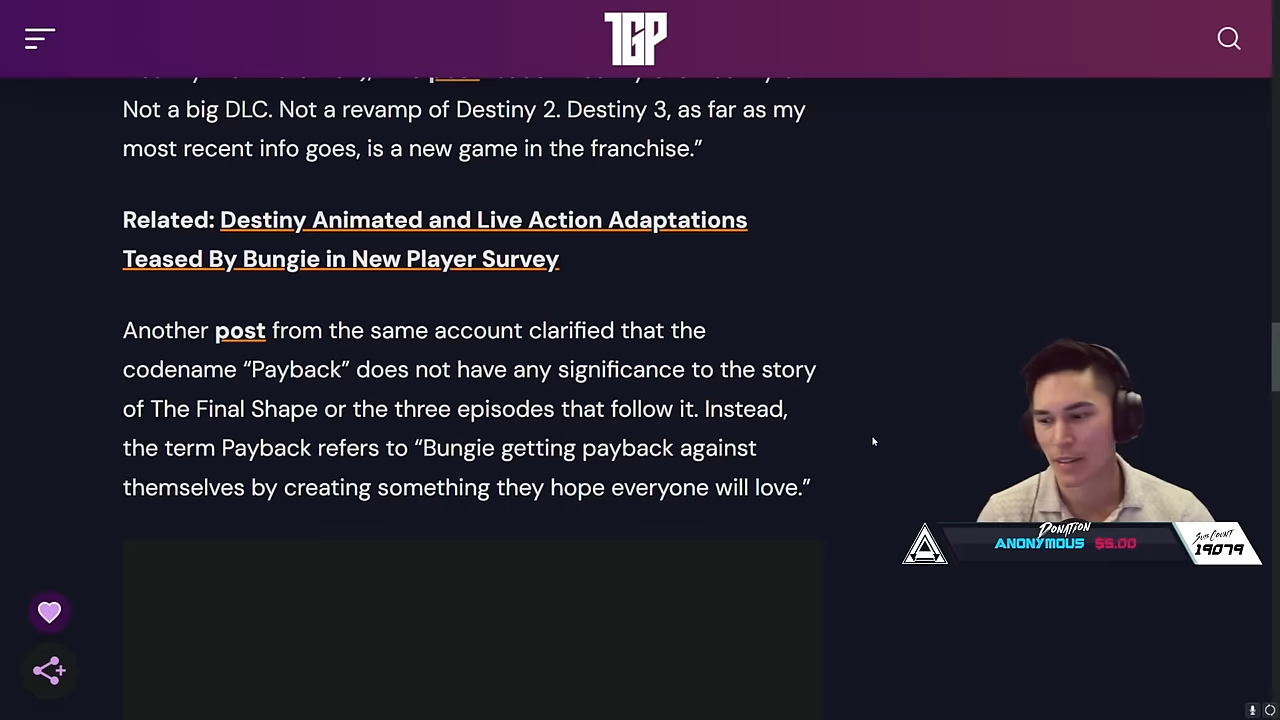 TGP
Not a big DLC. Not a revamp of Destiny 2. Destiny 3, as far as my
most recent info goes, is a new game in the franchise.”
Related: Destiny Animated and Live Action Adaptations
Teased By Bungie in New Player Survey
Another post from the same account clarified that the
codename “Payback” does not have any significance to the story
of The Final Shape or the three episodes that follow it. Instead,
the term Payback refers to “Bungie getting payback against
themselves by creating something they hope everyone will love.”
DONATION
ANONYMOUS $5.00
SUB COUNT
19079